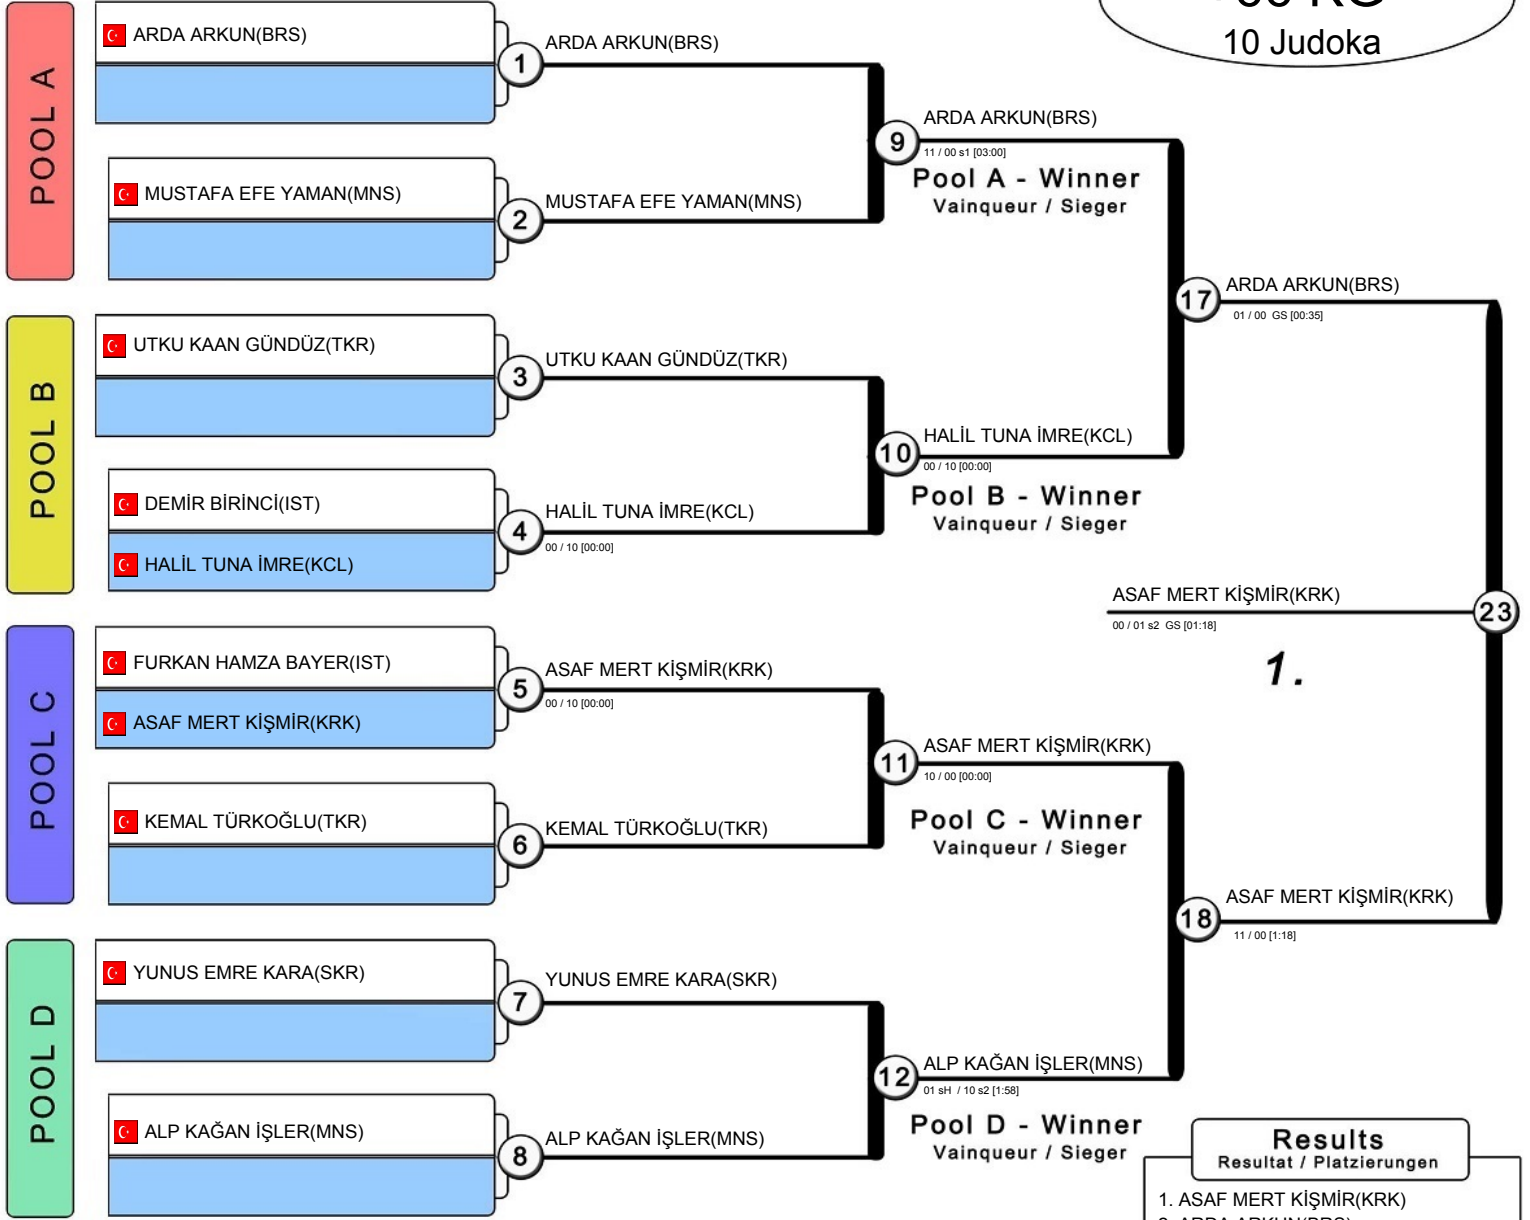 10 Judoka
POOL A
ARDA ARKUN(BRS)
1
ARDA ARKUN(BRS)
MUSTAFA EFE YAMAN(MNS)
2
MUSTAFA EFE YAMAN(MNS)
9
ARDA ARKUN(BRS)
11 / 00 s1 [03:00]
Pool A - Winner
Vainqueur / Sieger
POOL B
UTKU KAAN GÜNDÜZ(TKR)
3
UTKU KAAN GÜNDÜZ(TKR)
DEMİR BİRİNCİ(IST)
HALİL TUNA İMRE(KCL)
4
HALİL TUNA İMRE(KCL)
00 / 10 [00:00]
10
HALİL TUNA İMRE(KCL)
00 / 10 [00:00]
Pool B - Winner
Vainqueur / Sieger
17
ARDA ARKUN(BRS)
01 / 00 GS [00:35]
POOL C
FURKAN HAMZA BAYER(IST)
ASAF MERT KİŞMİR(KRK)
5
ASAF MERT KİŞMİR(KRK)
00 / 10 [00:00]
KEMAL TÜRKOĞLU(TKR)
6
KEMAL TÜRKOĞLU(TKR)
11
ASAF MERT KİŞMİR(KRK)
10 / 00 [00:00]
Pool C - Winner
Vainqueur / Sieger
POOL D
YUNUS EMRE KARA(SKR)
7
YUNUS EMRE KARA(SKR)
ALP KAĞAN İŞLER(MNS)
8
ALP KAĞAN İŞLER(MNS)
12
ALP KAĞAN İŞLER(MNS)
01 sH / 10 s2 [1:58]
Pool D - Winner
Vainqueur / Sieger
18
ASAF MERT KİŞMİR(KRK)
11 / 00 [1:18]
23
ASAF MERT KİŞMİR(KRK)
00 / 01 s2 GS [01:18]
1.
Results
Resultat / Platzierungen
1. ASAF MERT KİŞMİR(KRK)
2. ARDA ARKUN(BRS)